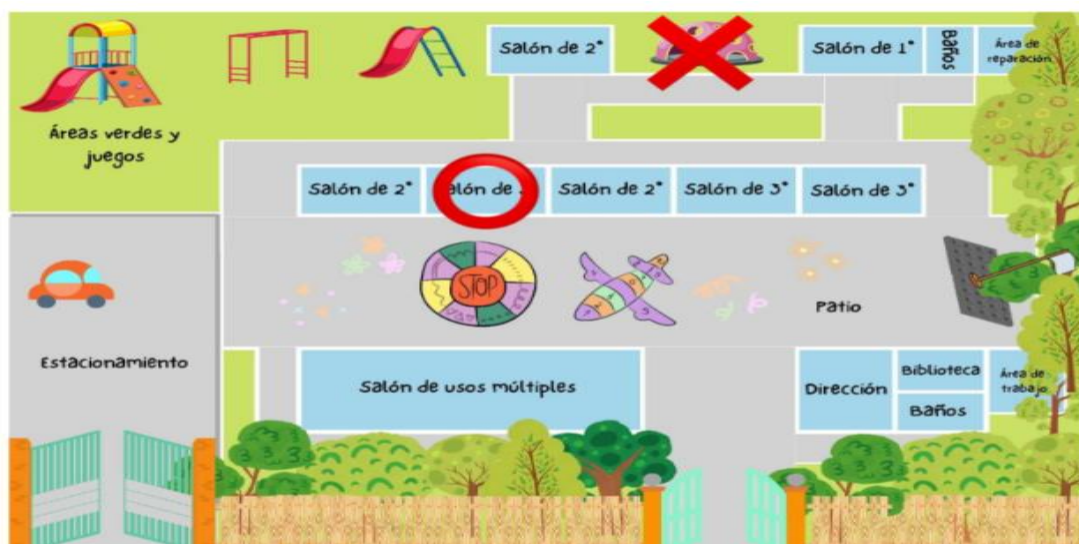 Salón de 2°
Salón de 1°
Baños
Área de
reparación
Áreas verdes y
juegos
Salón de 2°
alón de
Salón de 2°
Salón de 3°
Salón de 3°
STOP
Patio
Estacionamiento
Salón de usos múltiples
Dirección
Biblioteca
Baños
Área de
trabajo